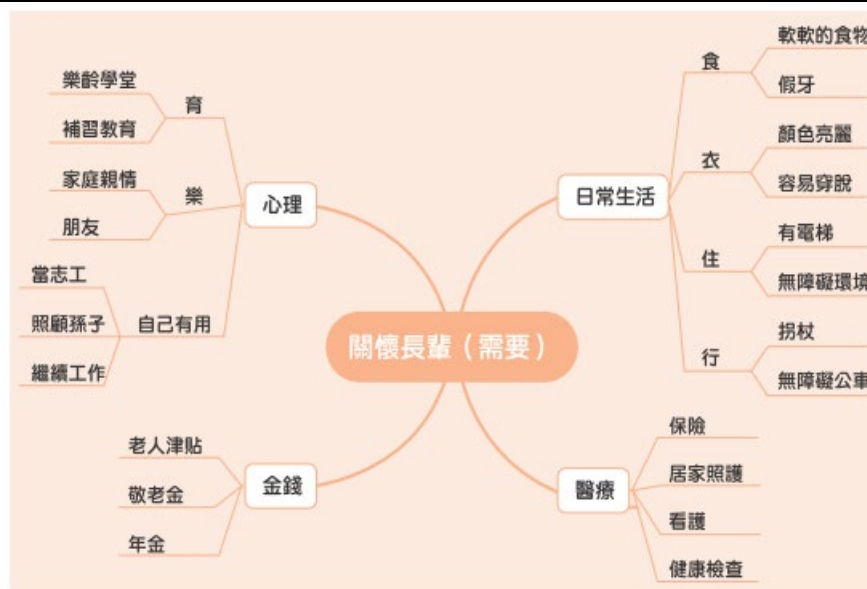 關懷長輩（需要）
心理
育
樂齡學堂
補習教育
樂
家庭親情
朋友
自己有用
當志工
照顧孫子
繼續工作
金錢
老人津貼
敬老金
年金
日常生活
食
軟軟的食物
假牙
衣
顏色亮麗
容易穿脫
住
有電梯
無障礙環境
行
拐杖
無障礙公車
醫療
保險
居家照護
看護
健康檢查